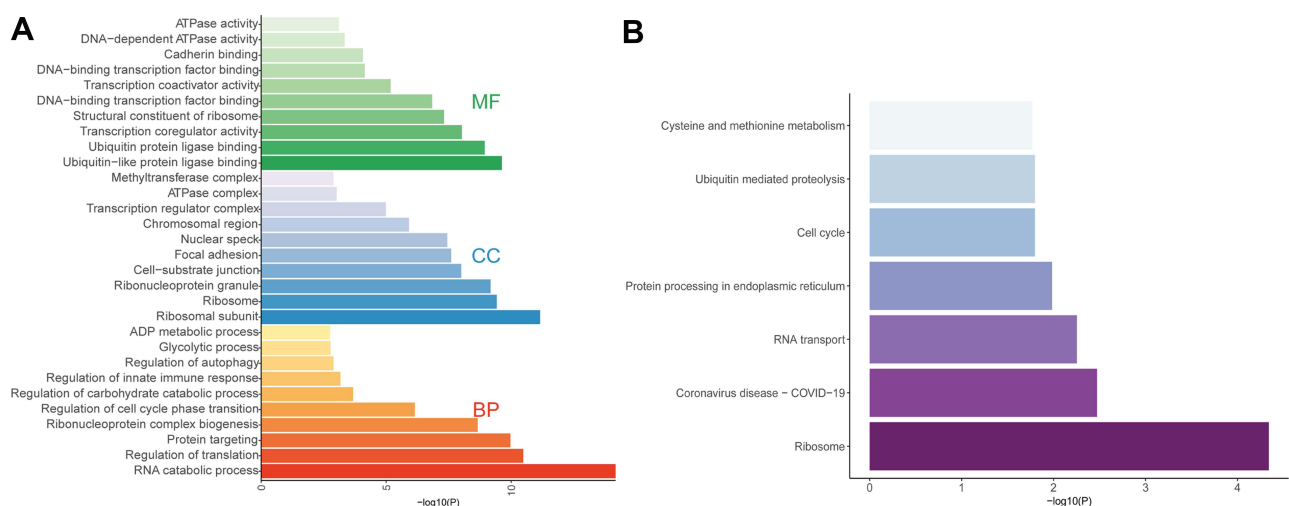 A
ATPase activity
DNA−dependent ATPase activity
Cadherin binding
DNA−binding transcription factor binding
Transcription coactivator activity
DNA−binding transcription factor binding
MF
Structural constituent of ribosome
Transcription coregulator activity
Ubiquitin protein ligase binding
Ubiquitin−like protein ligase binding
Methyltransferase complex
ATPase complex
Transcription regulator complex
Chromosomal region
Nuclear speck
Focal adhesion
CC
Cell−substrate junction
Ribonucleoprotein granule
Ribosome
Ribosomal subunit
ADP metabolic process
Glycolytic process
Regulation of autophagy
Regulation of innate immune response
Regulation of carbohydrate catabolic process
Regulation of cell cycle phase transition
BP
Ribonucleoprotein complex biogenesis
Protein targeting
Regulation of translation
RNA catabolic process
0 5 10
−log10(P)
B
Cysteine and methionine metabolism
Ubiquitin mediated proteolysis
Cell cycle
Protein processing in endoplasmic reticulum
RNA transport
Coronavirus disease − COVID−19
Ribosome
0 1 2 3 4
−log10(P)